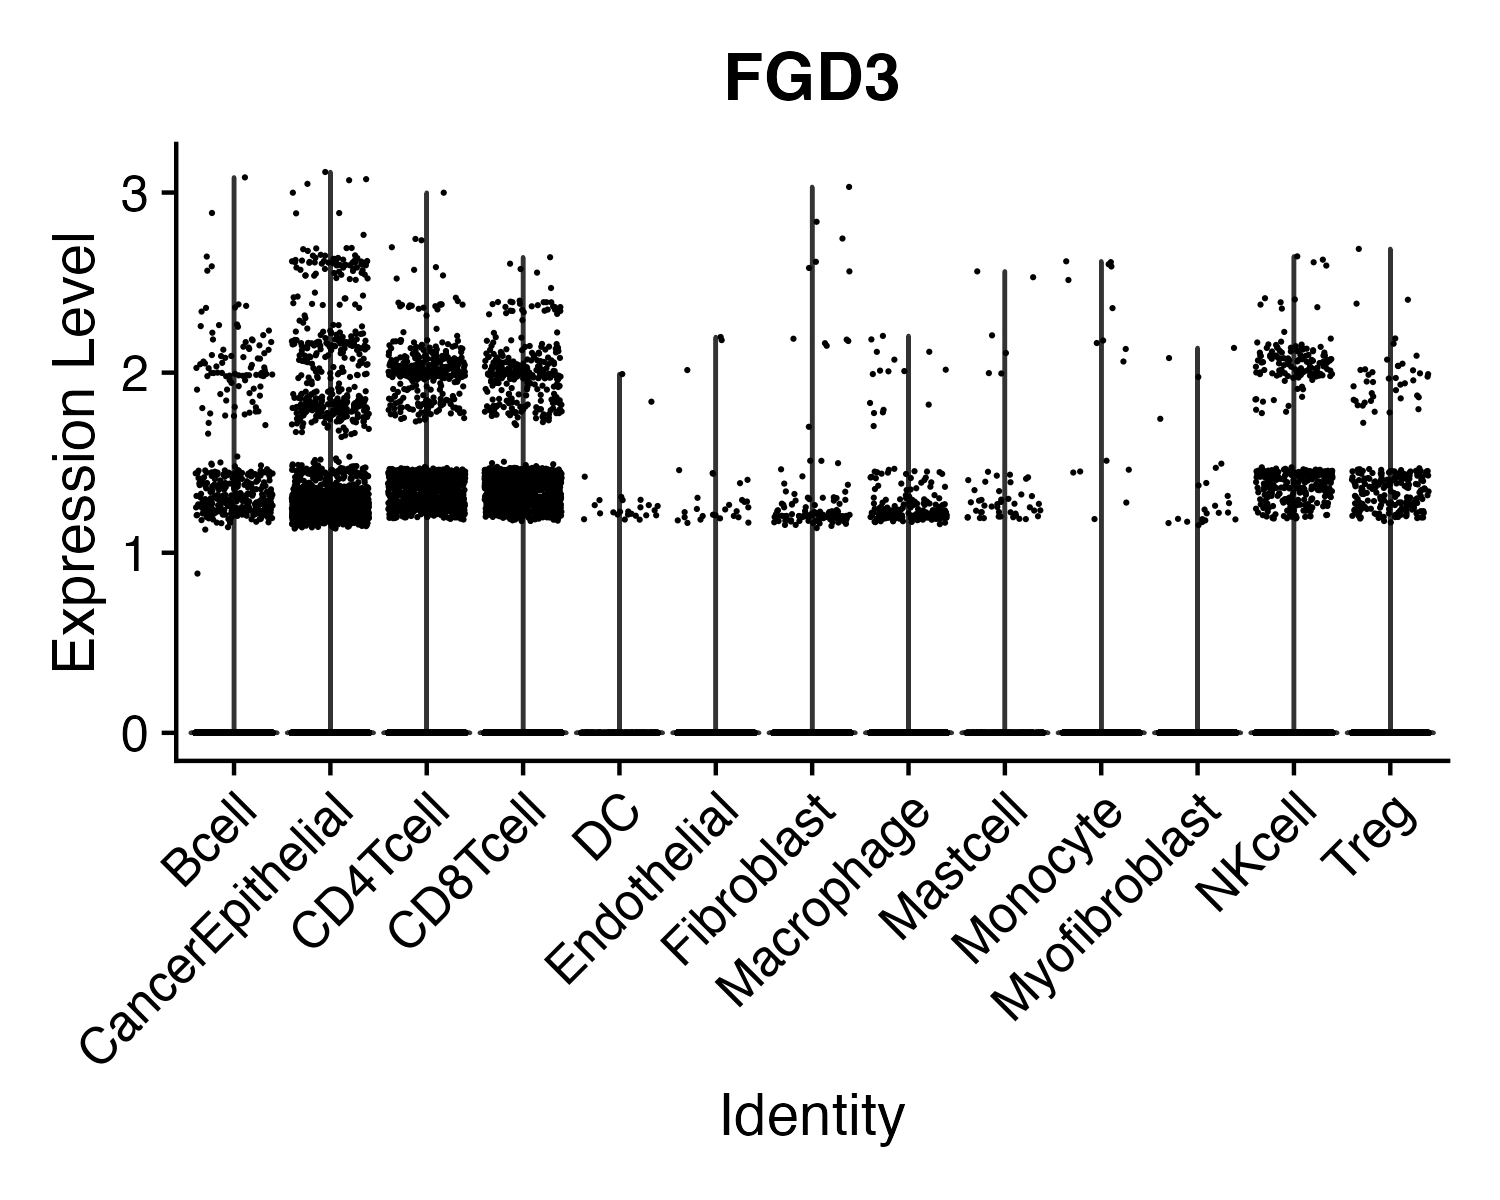 FGD3
Expression Level
3
2
1
0
Bcell
CancerEpithelial
CD4Tcell
CD8Tcell
DC
Endothelial
Fibroblast
Macrophage
Mastcell
Monocyte
Myofibroblast
NKcell
Treg
Identity